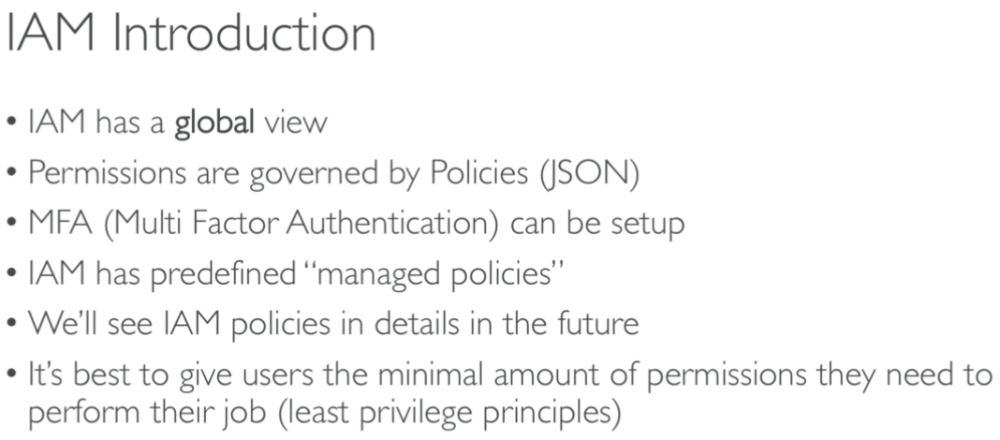 IAM Introduction
• IAM has a global view
• Permissions are governed by Policies (JSON)
• MFA (Multi Factor Authentication) can be setup
• IAM has predefined “managed policies”
• We’ll see IAM policies in details in the future
• It’s best to give users the minimal amount of permissions they need to
perform their job (least privilege principles)